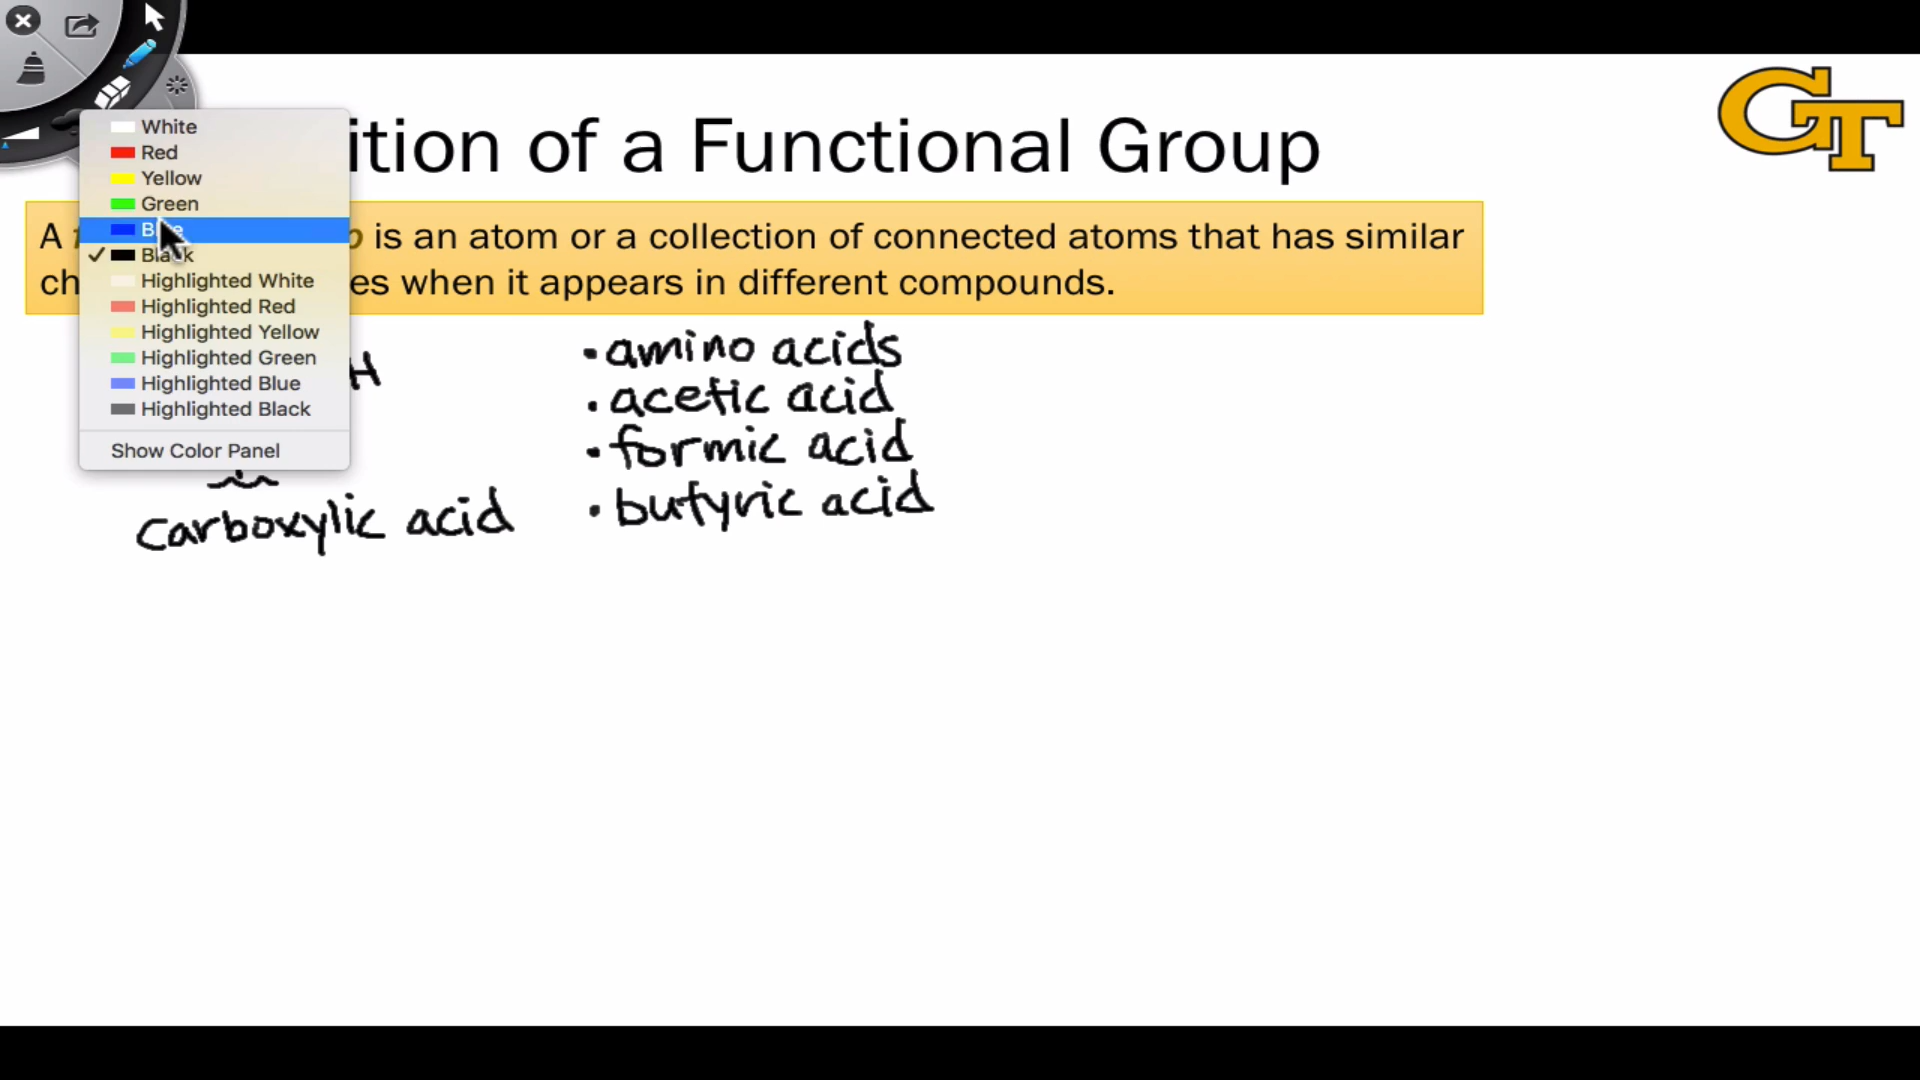 ition of a Functional Group
GT
White
Red
Yellow
Green
Black
Highlighted White
Highlighted Red
Highlighted Yellow
Highlighted Green
Highlighted Blue
Highlighted Black
Show Color Panel
A is an atom or a collection of connected atoms that has similar
ch es when it appears in different compounds.
H
carboxylic acid
• amino acids
• acetic acid
• formic acid
• butyric acid